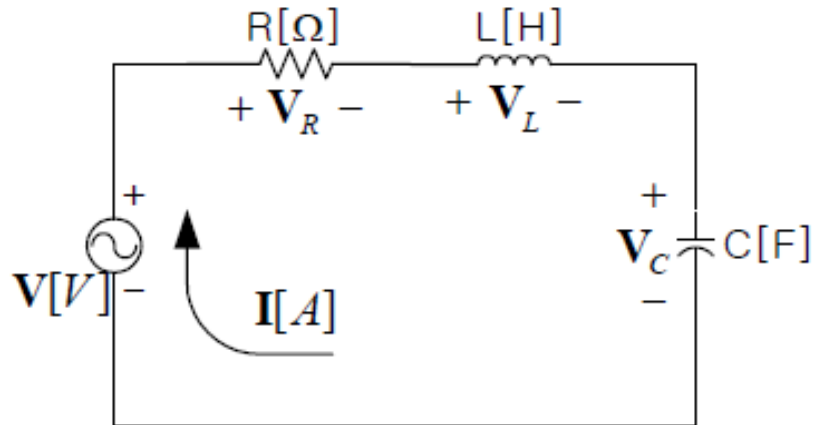 R[Ω] L[H]
+ V_R − + V_L −
+ +
V_C C[F]
V[V] − −
I[A]